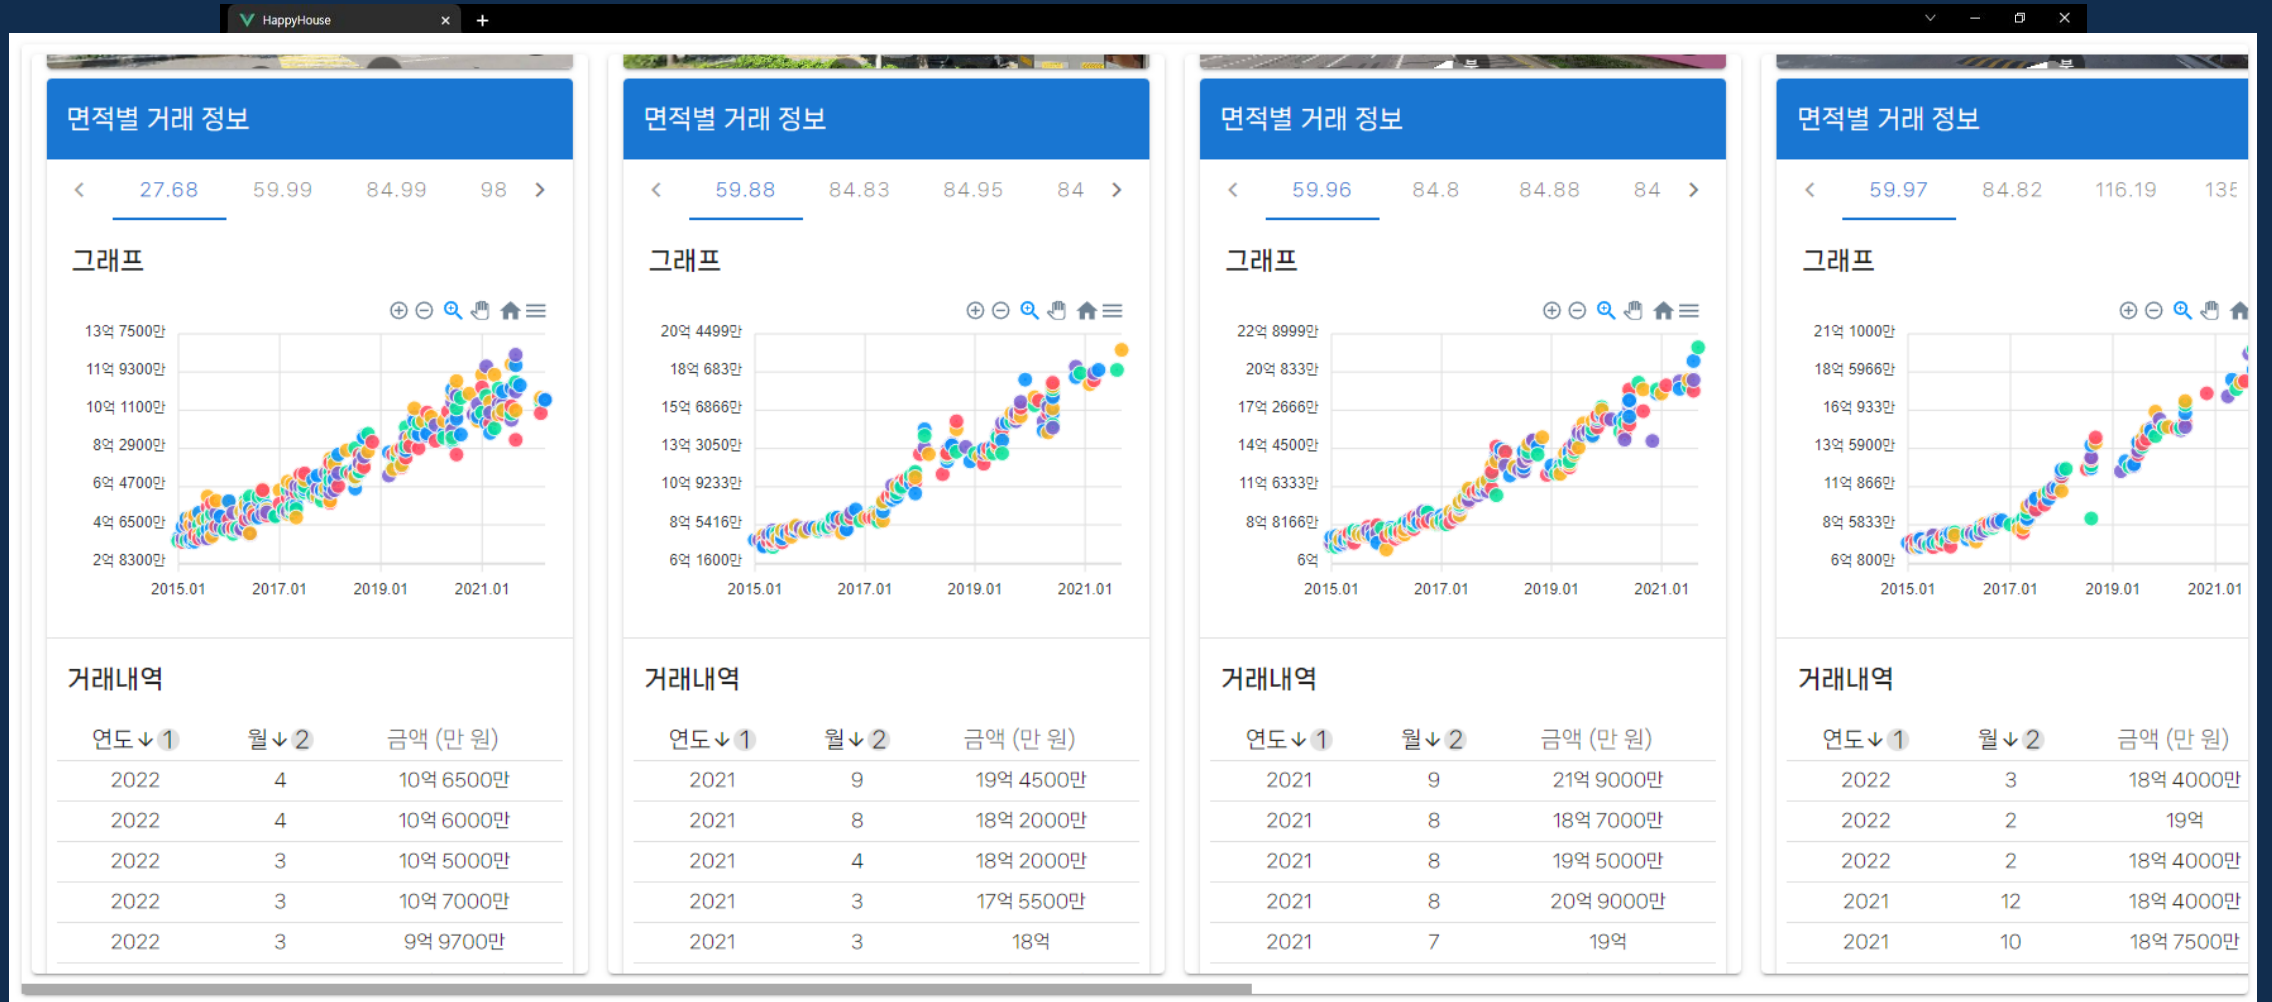 HappyHouse
면적별 거래 정보
27.68 59.99 84.99 98
그래프
13억 7500만
11억 9300만
10억 1100만
8억 2900만
6억 4700만
4억 6500만
2억 8300만
2015.01 2017.01 2019.01 2021.01
거래내역
연도 1 월 2 금액 (만 원)
2022 4 10억 6500만
2022 4 10억 6000만
2022 3 10억 5000만
2022 3 10억 7000만
2022 3 9억 9700만
면적별 거래 정보
59.88 84.83 84.95 84
그래프
20억 4499만
18억 683만
15억 6866만
13억 3050만
10억 9233만
8억 5416만
6억 1600만
2015.01 2017.01 2019.01 2021.01
거래내역
연도 1 월 2 금액 (만 원)
2021 9 19억 4500만
2021 8 18억 2000만
2021 4 18억 2000만
2021 3 17억 5500만
2021 3 18억
면적별 거래 정보
59.96 84.8 84.88 84
그래프
22억 8999만
20억 833만
17억 2666만
14억 4500만
11억 6333만
8억 8166만
6억
2015.01 2017.01 2019.01 2021.01
거래내역
연도 1 월 2 금액 (만 원)
2021 9 21억 9000만
2021 8 18억 7000만
2021 8 19억 5000만
2021 8 20억 9000만
2021 7 19억
면적별 거래 정보
59.97 84.82 116.19 135
그래프
21억 1000만
18억 5966만
16억 933만
13억 5900만
11억 866만
8억 5833만
6억 800만
2015.01 2017.01 2019.01 2021.01
거래내역
연도 1 월 2 금액 (만 원)
2022 3 18억 4000만
2022 2 19억
2022 2 18억 4000만
2021 12 18억 4000만
2021 10 18억 7500만